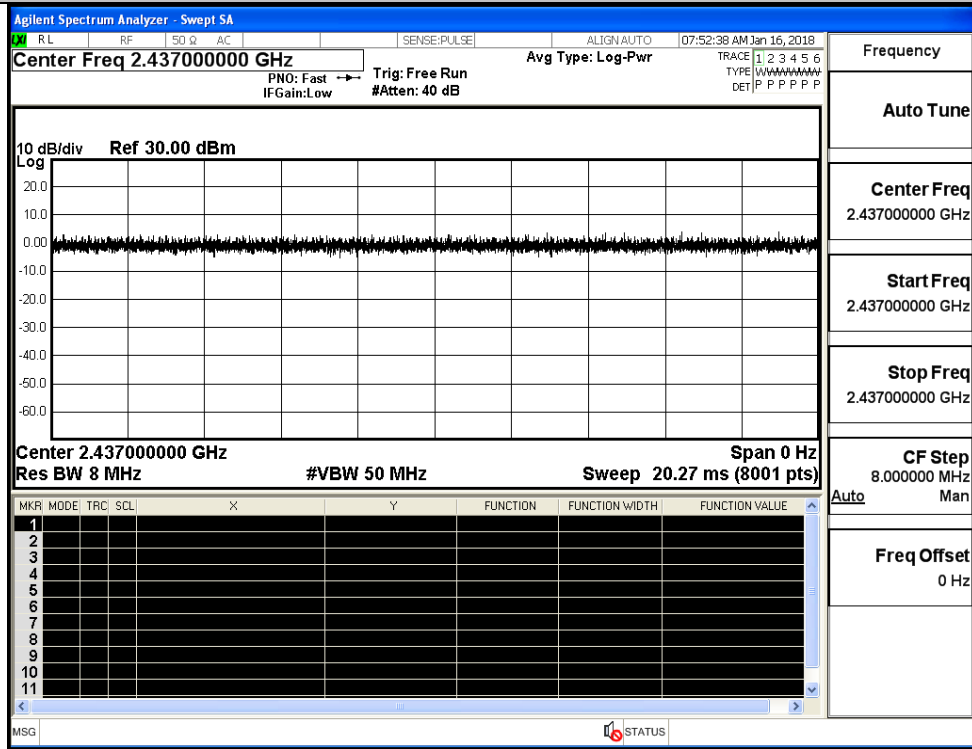 Agilent Spectrum Analyzer - Swept SA
LXI RL RF 50 Ω AC SENSE:PULSE ALIGN AUTO 07:52:38 AM Jan 16, 2018
Center Freq 2.437000000 GHz
Avg Type: Log-Pwr
TRACE 1 2 3 4 5 6
PNO: Fast Trig: Free Run
TYPE WWWWWW
IFGain:Low #Atten: 40 dB
DET P P P P P P
10 dB/div Ref 30.00 dBm
Log
20.0
10.0
0.00
-10.0
-20.0
-30.0
-40.0
-50.0
-60.0
Center 2.437000000 GHz Span 0 Hz
Res BW 8 MHz #VBW 50 MHz Sweep 20.27 ms (8001 pts)
MKR MODE TRC SCL X Y FUNCTION FUNCTION WIDTH FUNCTION VALUE
1
2
3
4
5
6
7
8
9
10
11
MSG STATUS
Frequency
Auto Tune
Center Freq
2.437000000 GHz
Start Freq
2.437000000 GHz
Stop Freq
2.437000000 GHz
CF Step
8.000000 MHz
Auto Man
Freq Offset
0 Hz